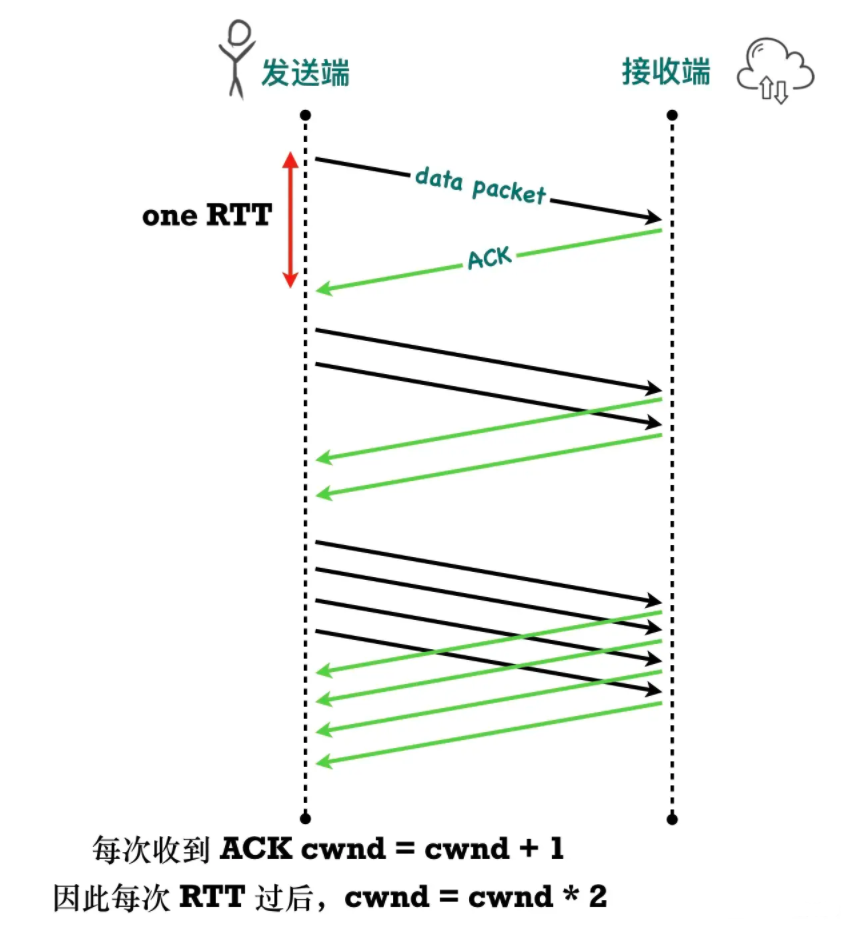 发送端
接收端
data packet
one RTT
ACK
每次收到 ACK cwnd = cwnd + 1
因此每次 RTT 过后，cwnd = cwnd * 2